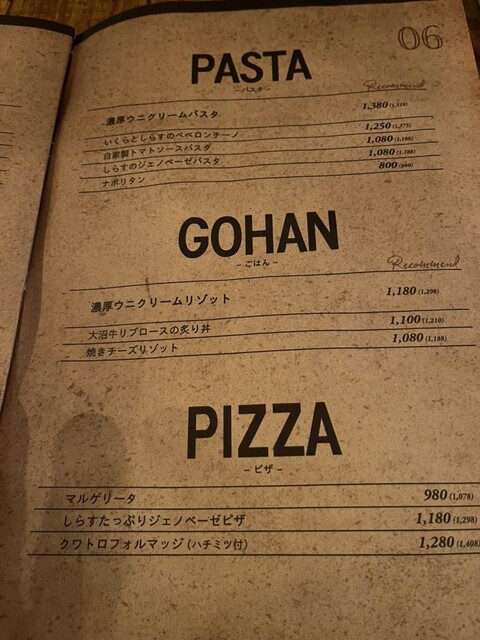 06
PASTA
- パスタ -
Recommend
濃厚ウニクリームパスタ 1,380 (1,518)
いくらとしらすのペペロンチーノ 1,250 (1,375)
自家製トマトソースパスタ 1,080 (1,188)
しらすのジェノベーゼパスタ 1,080 (1,188)
ナポリタン 800 (880)
GOHAN
- ごはん -
Recommend
濃厚ウニクリームリゾット 1,180 (1,298)
大沼牛リブロースの炙り丼 1,100 (1,210)
焼きチーズリゾット 1,080 (1,188)
PIZZA
- ピザ -
マルゲリータ 980 (1,078)
しらすたっぷりジェノベーゼピザ 1,180 (1,298)
クワトロフォルマッジ (ハチミツ付) 1,280 (1,408)